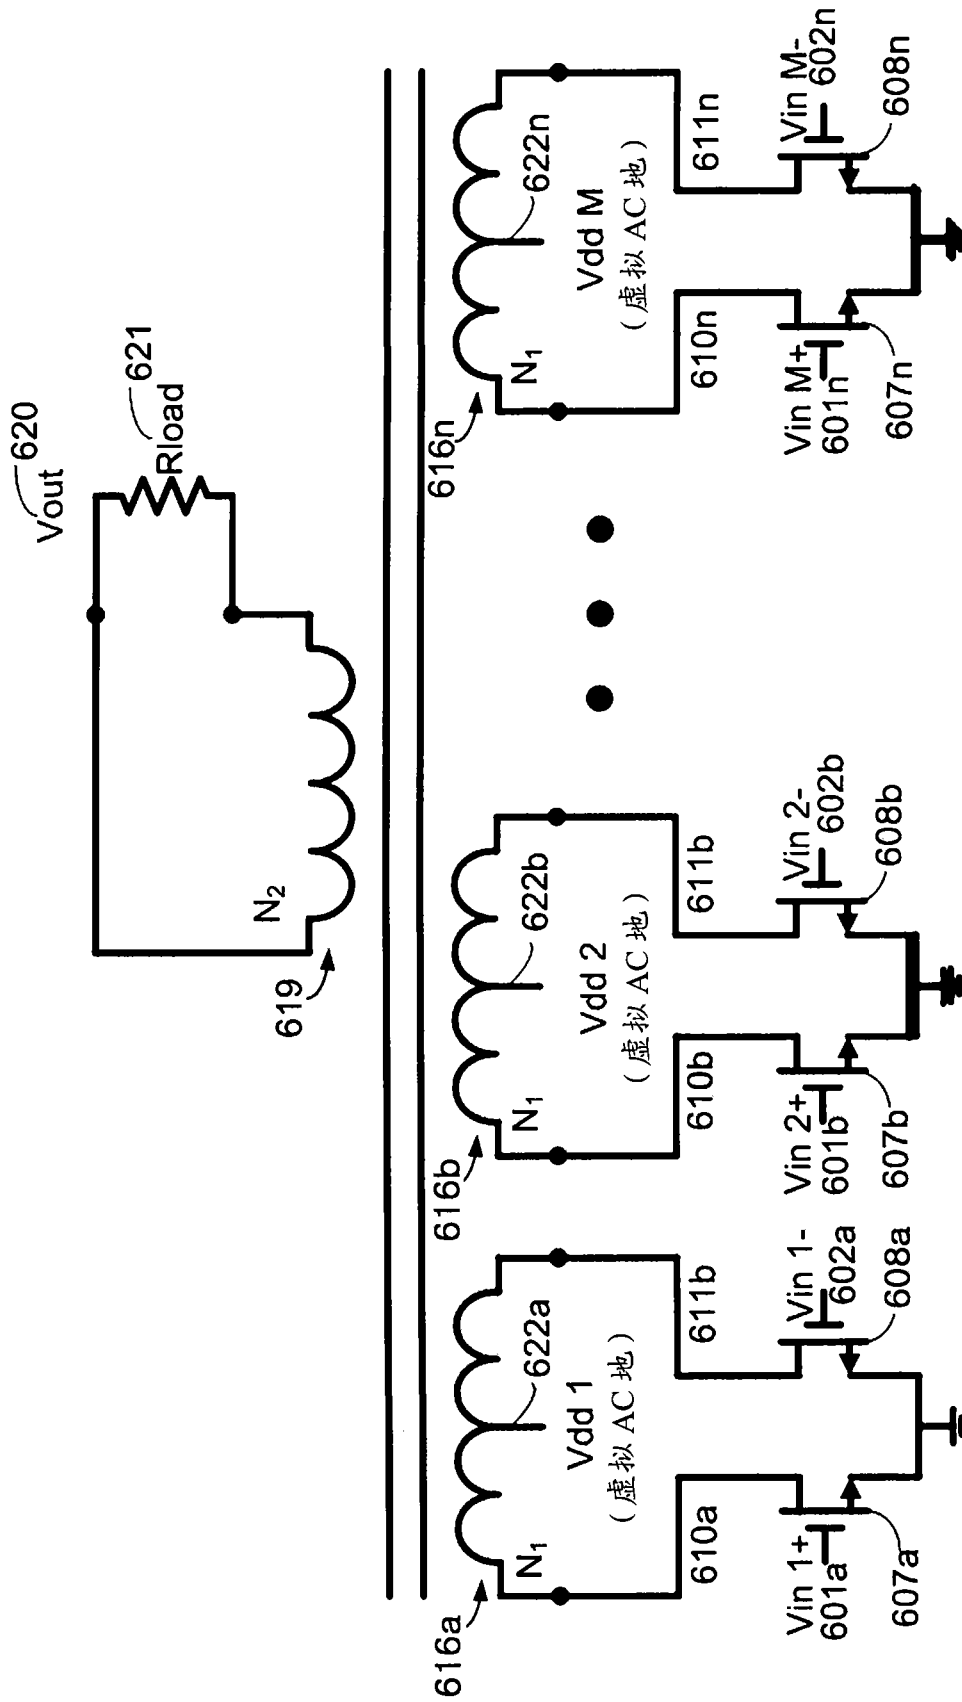 620
Vout
621
Rload
N2
619
616a
N1
622a
Vdd 1
(虚拟 AC 地)
610a
611b
Vin 1+
601a
607a
Vin 1-
602a
608a
616b
N1
622b
Vdd 2
(虚拟 AC 地)
610b
611b
Vin 2+
601b
607b
Vin 2-
602b
608b
616n
N1
622n
Vdd M
(虚拟 AC 地)
610n
611n
Vin M+
601n
607n
Vin M-
602n
608n